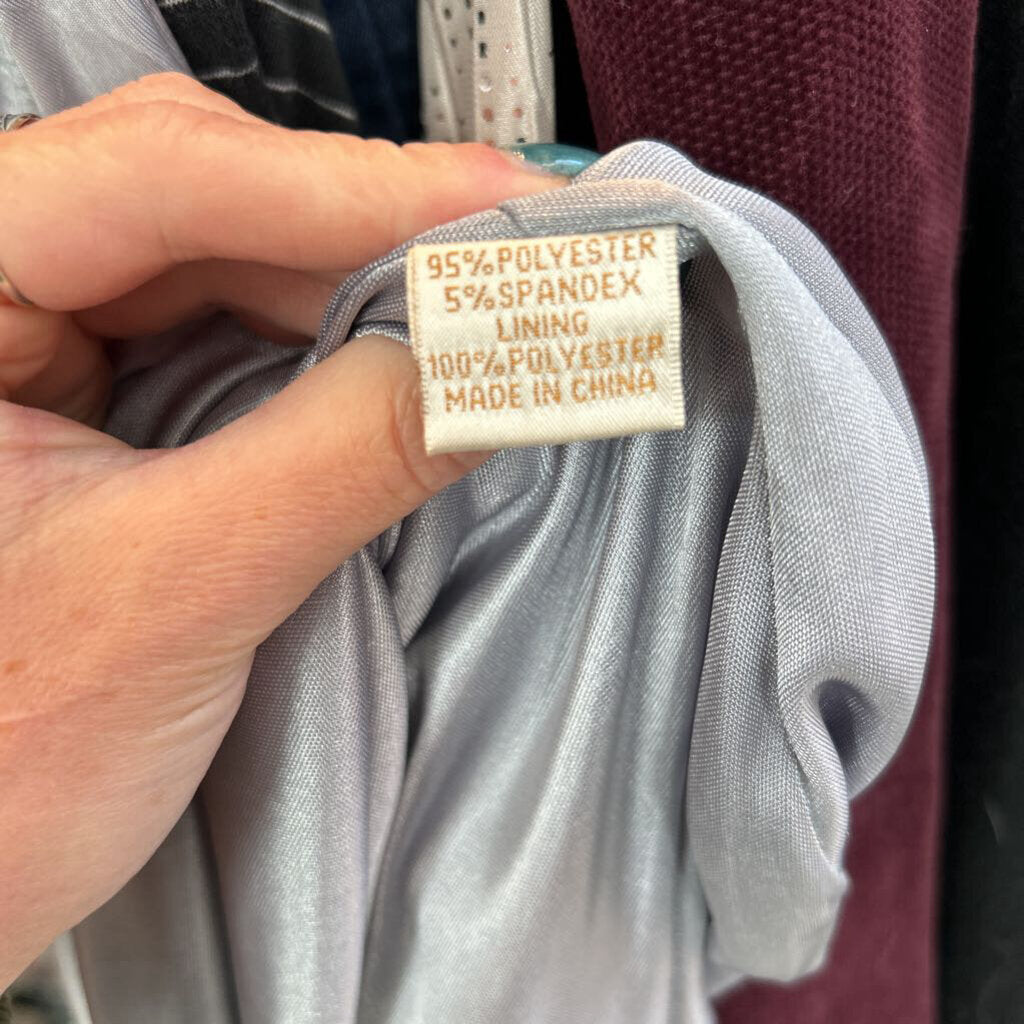 95%POLYESTER
5%SPANDEX
LINING
100%POLYESTER
MADE IN CHINA